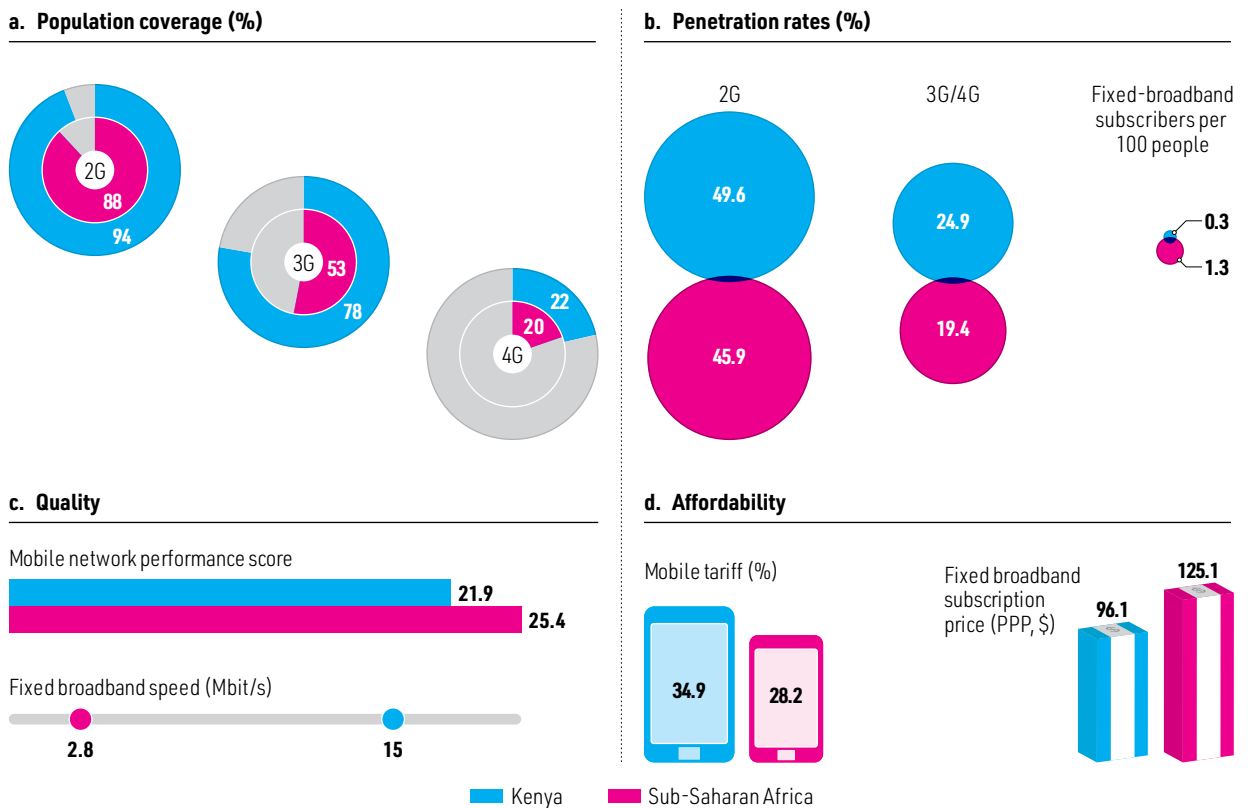 a. Population coverage (%)
2G
88
94
3G
53
78
22
20
4G
b. Penetration rates (%)
2G
3G/4G
Fixed-broadband
subscribers per
100 people
49.6
24.9
0.3
1.3
45.9
19.4
c. Quality
Mobile network performance score
21.9
25.4
Fixed broadband speed (Mbit/s)
2.8
15
d. Affordability
Mobile tariff (%)
34.9
28.2
Fixed broadband
subscription
price (PPP, $)
96.1
125.1
Kenya
Sub-Saharan Africa